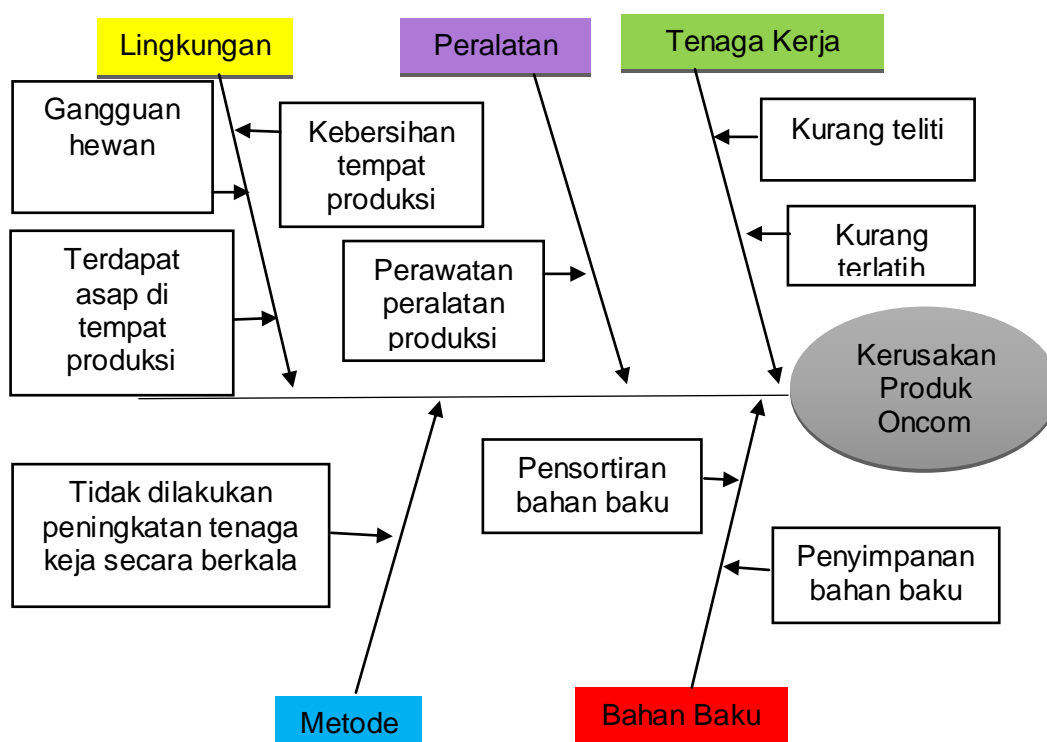 Lingkungan
Peralatan
Tenaga Kerja
Gangguan
hewan
Kebersihan
tempat
produksi
Kurang teliti
Terdapat
asap di
tempat
produksi
Perawatan
peralatan
produksi
Kurang
terlatih
Kerusakan
Produk
Oncom
Tidak dilakukan
peningkatan tenaga
keja secara berkala
Pensortiran
bahan baku
Penyimpanan
bahan baku
Metode
Bahan Baku